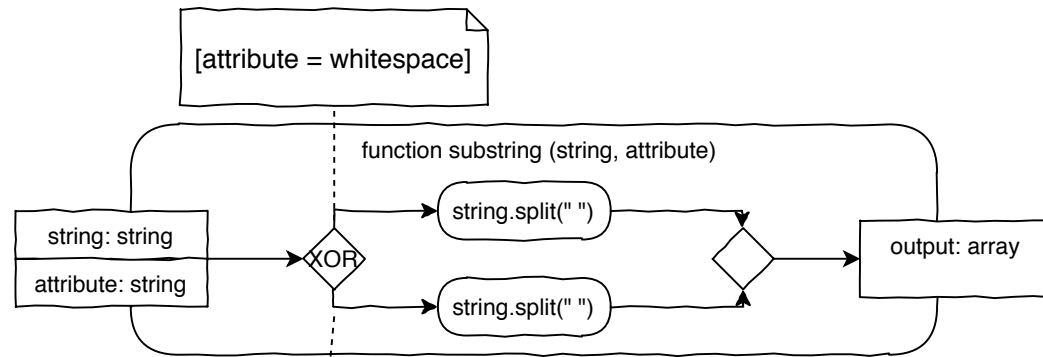 [attribute = whitespace]
function substring (string, attribute)
string.split(" ")
string: string
XOR
output: array
attribute: string
string.split(" ")